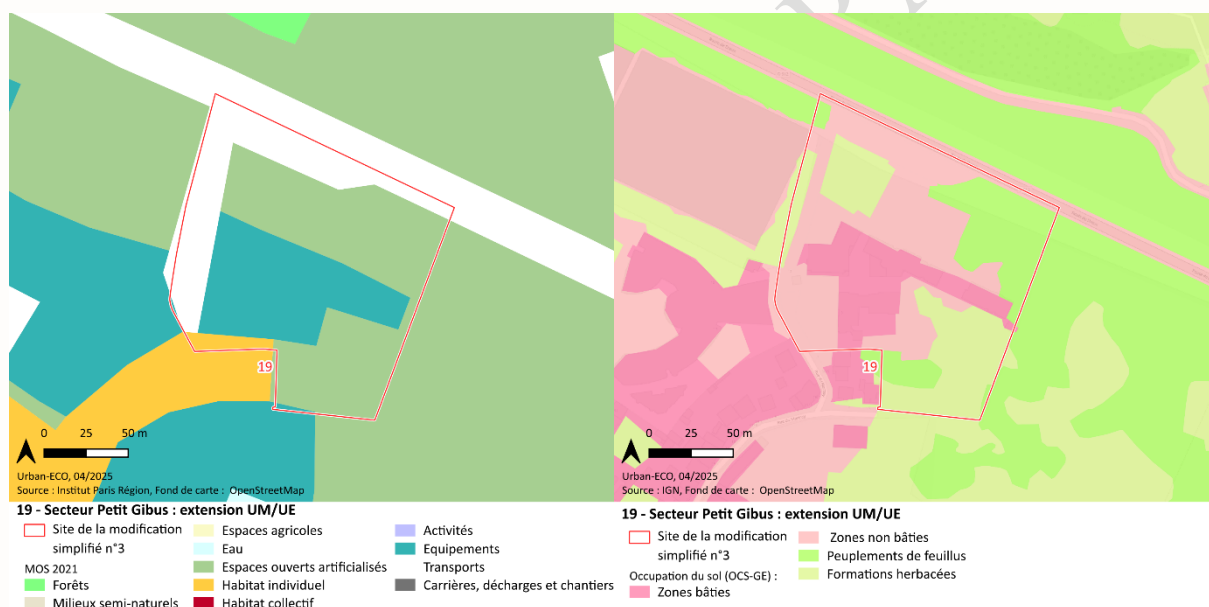 19
0 25 50 m
Urban-ECO, 04/2025
Source : Institut Paris Région, Fond de carte : OpenStreetMap
19 - Secteur Petit Gibus : extension UM/UE
Site de la modification
simplifié n°3
MOS 2021
Forêts
Milieux semi-naturels
Espaces agricoles
Eau
Espaces ouverts artificialisés
Habitat individuel
Habitat collectif
Activités
Equipements
Transports
Carrières, décharges et chantiers
19
0 25 50 m
Urban-ECO, 04/2025
Source : IGN, Fond de carte : OpenStreetMap
19 - Secteur Petit Gibus : extension UM/UE
Site de la modification
simplifié n°3
Occupation du sol (OCS-GE) :
Zones bâties
Zones non bâties
Peuplements de feuillus
Formations herbacées